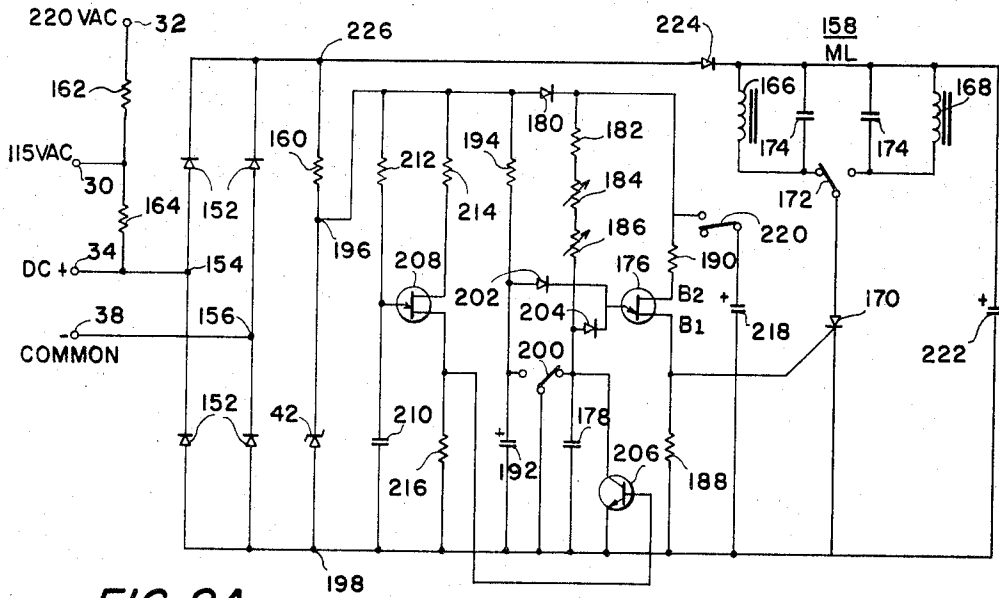 220 VAC 32 226 224 158
ML
162 166 168
180 182
115 VAC 160 212 194 174 174
30 152 214 184 172
164
34 196 186 220
208 176 190
DC + 154 202 B2 170
204
- 38 156 B1 + 218 +
COMMON 200 222
42 210 178
152 + 206
216 192 188
198
FIG. 2A